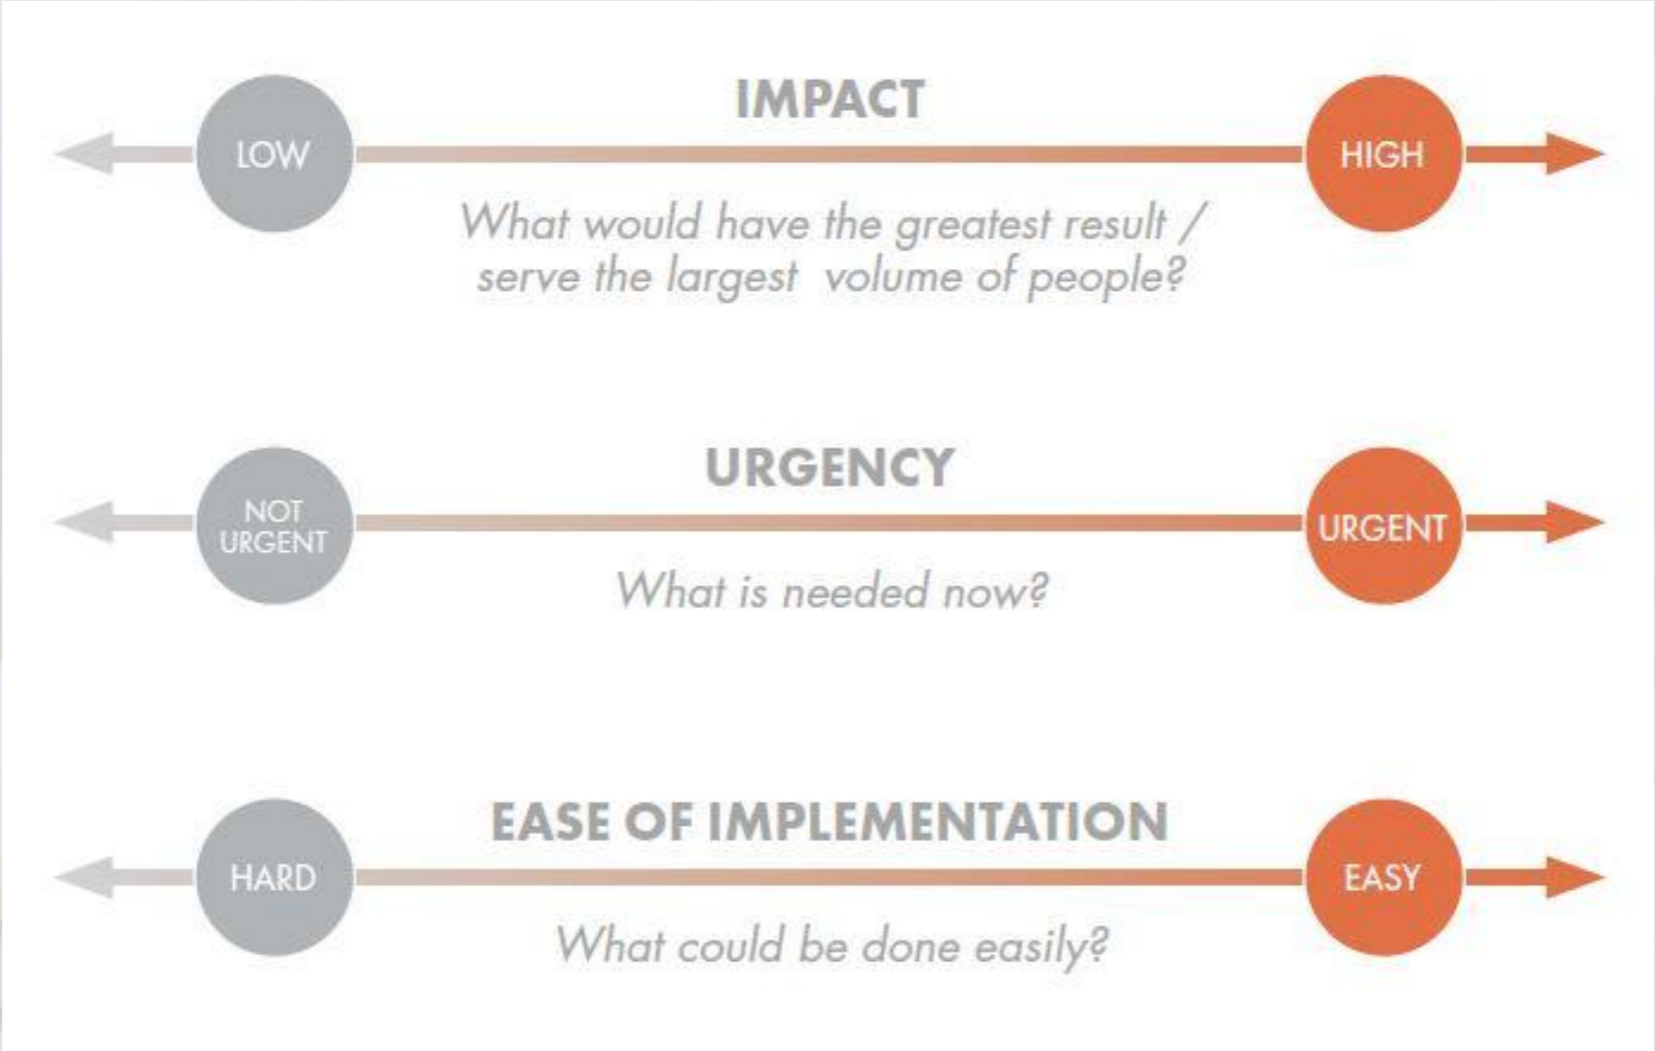 IMPACT
LOW
HIGH
What would have the greatest result /
serve the largest volume of people?
URGENCY
NOT
URGENT
URGENT
What is needed now?
EASE OF IMPLEMENTATION
HARD
EASY
What could be done easily?